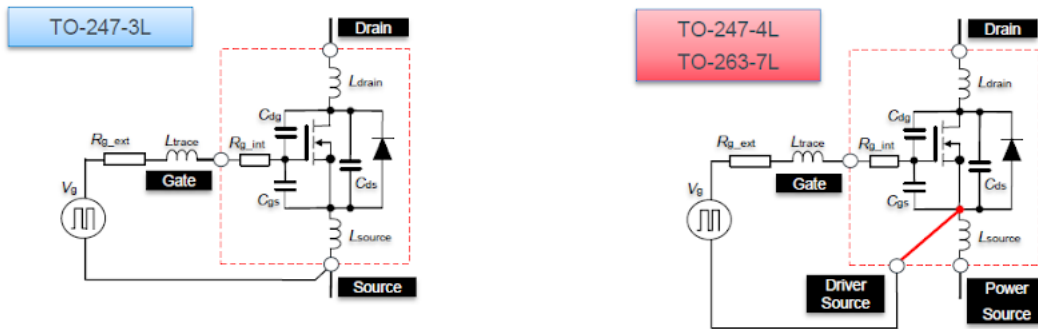 TO-247-3L
Drain
Ldrain
Cdg
Rg_ext
Ltrace
Rg_int
Gate
Cds
Vg
Cgs
Lsource
Source
TO-247-4L
TO-263-7L
Drain
Ldrain
Cdg
Rg_ext
Ltrace
Rg_int
Gate
Cds
Vg
Cgs
Lsource
Driver
Source
Power
Source